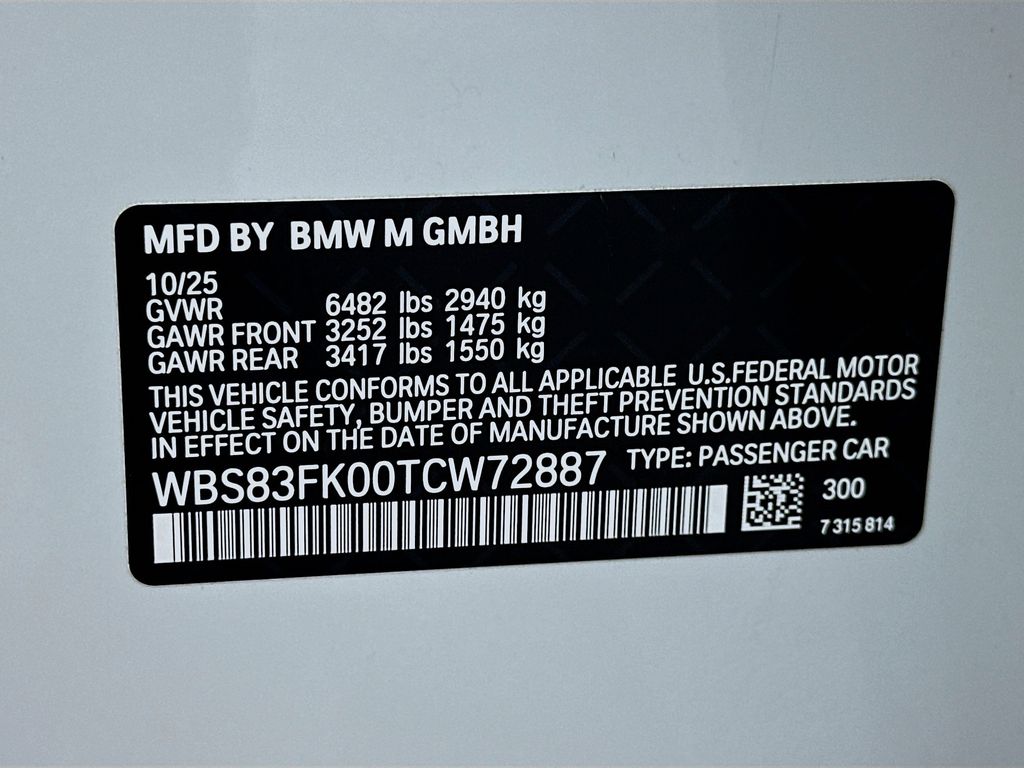 MFD BY BMW M GMBH
10/25
GVWR 6482 lbs 2940 kg
GAWR FRONT 3252 lbs 1475 kg
GAWR REAR 3417 lbs 1550 kg
THIS VEHICLE CONFORMS TO ALL APPLICABLE U.S.FEDERAL MOTOR
VEHICLE SAFETY, BUMPER AND THEFT PREVENTION STANDARDS
IN EFFECT ON THE DATE OF MANUFACTURE SHOWN ABOVE.
WBS83FK00TCW72887 TYPE: PASSENGER CAR
300
7 315 814